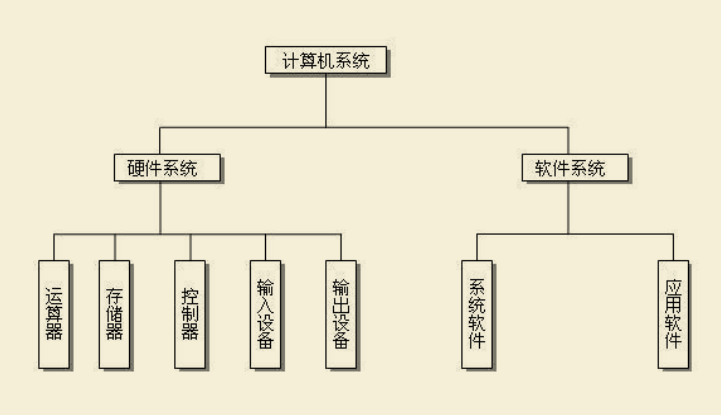 计算机系统
硬件系统
软件系统
运算器
存储器
控制器
输入设备
输出设备
系统软件
应用软件